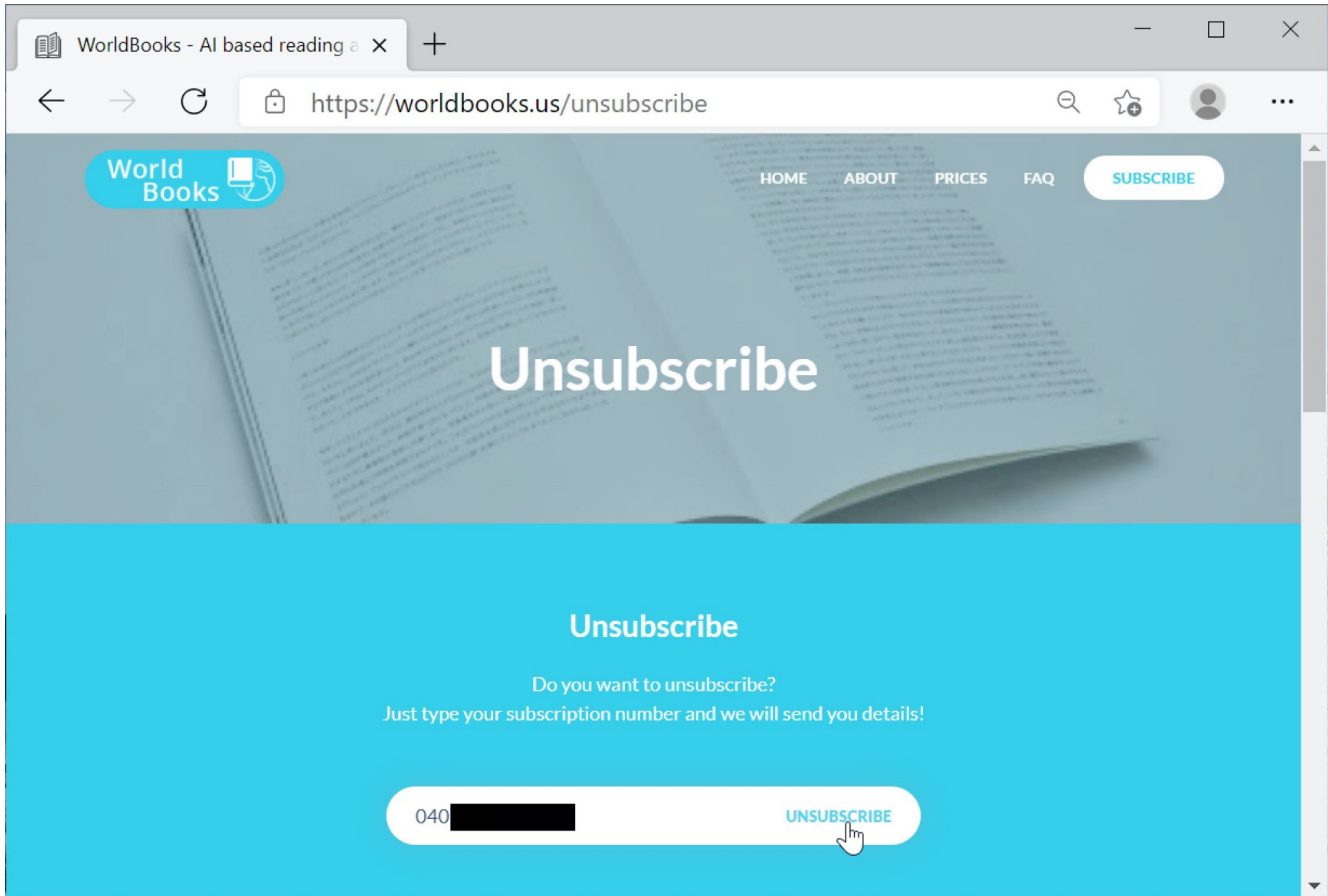 WorldBooks - AI based reading a
https://worldbooks.us/unsubscribe
World
Books
HOME ABOUT PRICES FAQ SUBSCRIBE
Unsubscribe
Unsubscribe
Do you want to unsubscribe?
Just type your subscription number and we will send you details!
040 UNSUBSCRIBE